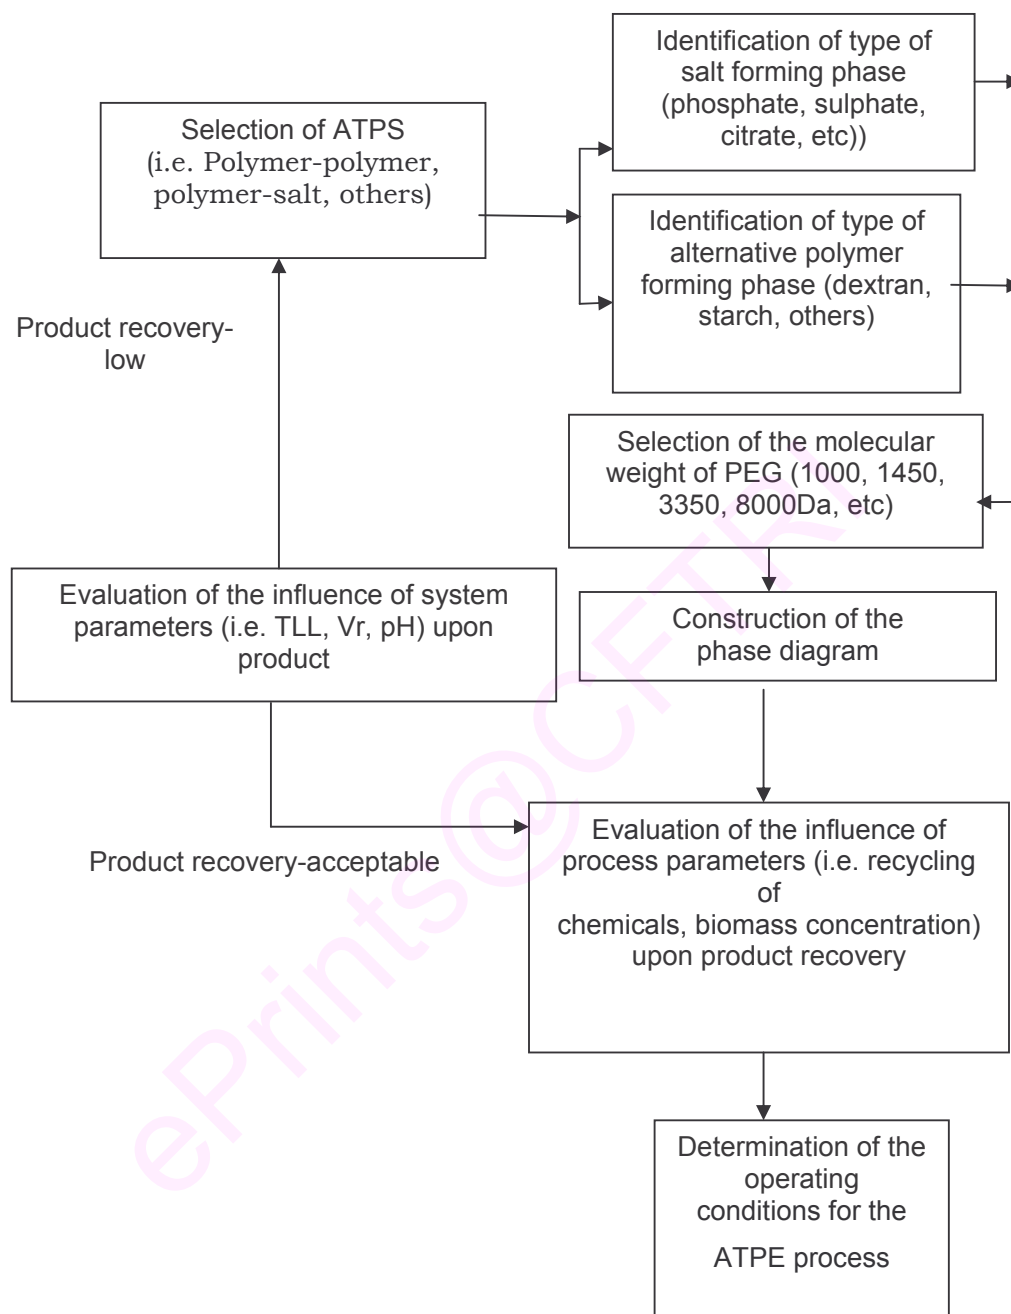 Identification of type of
salt forming phase
(phosphate, sulphate,
citrate, etc))
Selection of ATPS
(i.e. Polymer-polymer,
polymer-salt, others)
Identification of type of
alternative polymer
forming phase (dextran,
starch, others)
Product recovery-
low
Selection of the molecular
weight of PEG (1000, 1450,
3350, 8000Da, etc)
Evaluation of the influence of system
parameters (i.e. TLL, Vr, pH) upon
product
Construction of the
phase diagram
Product recovery-acceptable
Evaluation of the influence of
process parameters (i.e. recycling
of
chemicals, biomass concentration)
upon product recovery
Determination of the
operating
conditions for the
ATPE process
ePrints@CFTRI